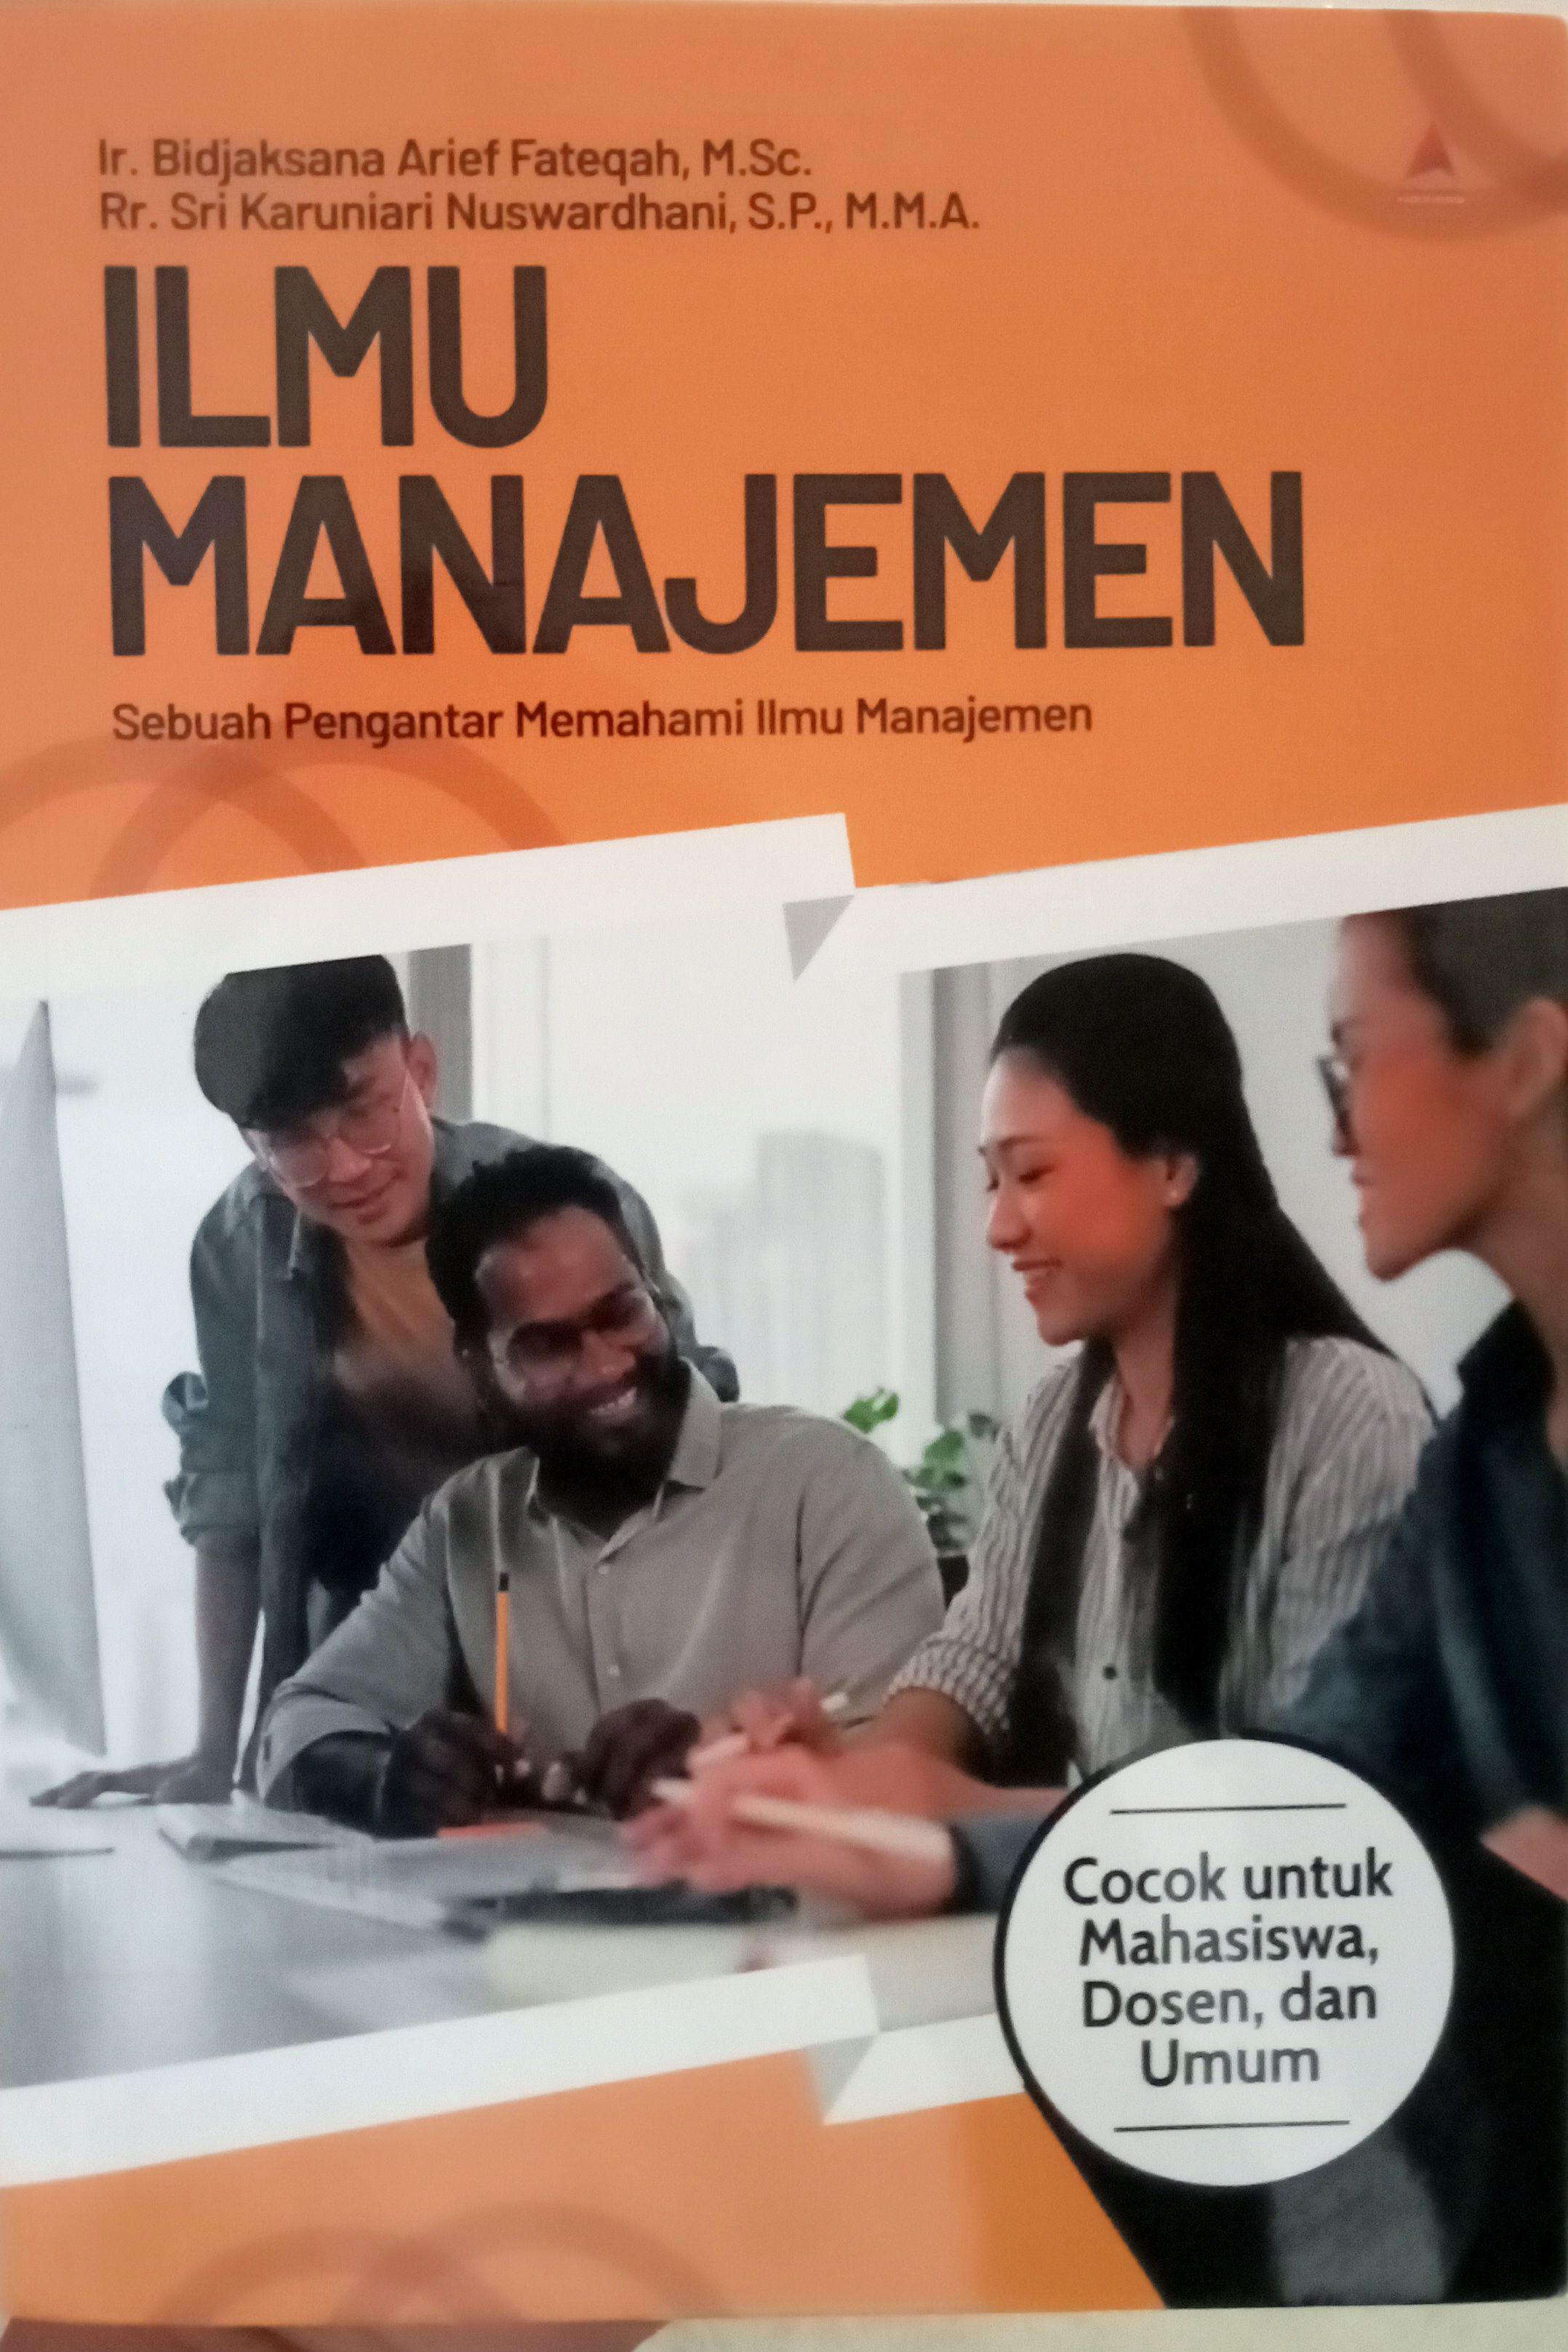 Ir. Bidjaksana Arief Fateqah, M.Sc.
Rr. Sri Karuniari Nuswardhani, S.P., M.M.A.
ILMU
MANAJEMEN
Sebuah Pengantar Memahami Ilmu Manajemen
Cocok untuk
Mahasiswa,
Dosen, dan
Umum